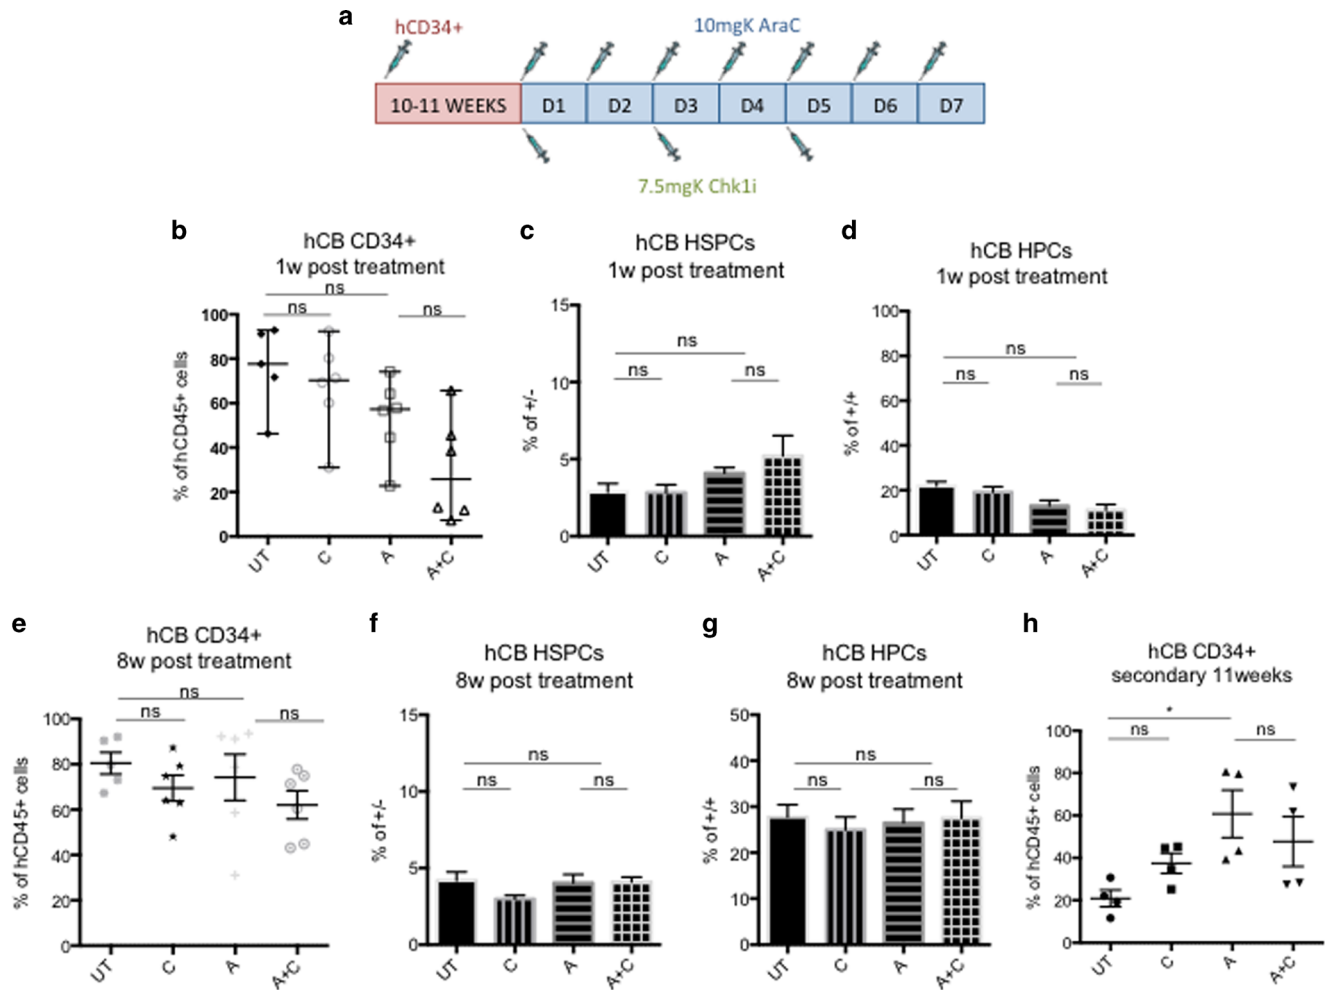 a
hCD34+
10mgK AraC
10-11 WEEKS D1 D2 D3 D4 D5 D6 D7
7.5mgK Chk1i
b
hCB CD34+
1w post treatment
ns
ns
ns
% of hCD45+ cells
100
80
60
40
20
0
UT C A A+C
c
hCB HSPCs
1w post treatment
ns
ns
ns
% of +/-
15
10
5
0
UT C A A+C
d
hCB HPCs
1w post treatment
ns
ns
ns
% of +/+
100
80
60
40
20
0
UT C A A+C
e
hCB CD34+
8w post treatment
ns
ns
ns
% of hCD45+ cells
100
80
60
40
20
0
UT C A A+C
f
hCB HSPCs
8w post treatment
ns
ns
ns
% of +/-
15
10
5
0
UT C A A+C
g
hCB HPCs
8w post treatment
ns
ns
ns
% of +/+
50
40
30
20
10
0
UT C A A+C
h
hCB CD34+
secondary 11weeks
*
ns
ns
% of hCD45+ cells
100
80
60
40
20
0
UT C A A+C